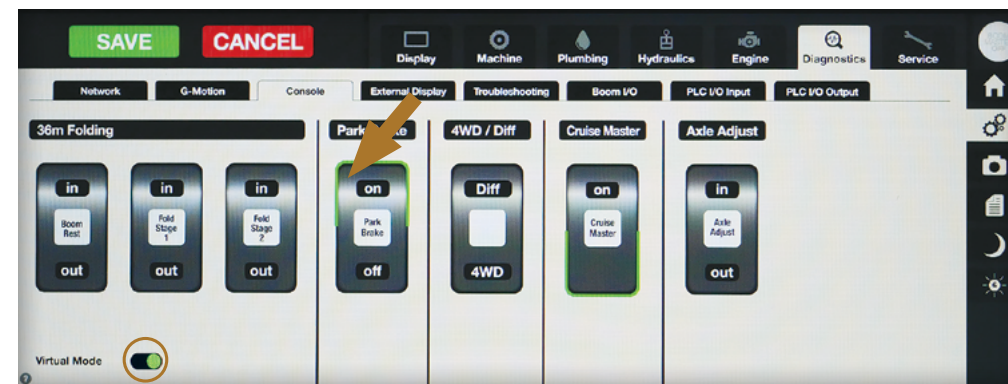 SAVE
CANCEL
Display
Machine
Plumbing
Hydraulics
Engine
Diagnostics
Service
Network
G-Motion
Console
External Display
Troubleshooting
Boom I/O
PLC I/O Input
PLC I/O Output
36m Folding
4WD / Diff
Cruise Master
Axle Adjust
in
Boom
Rest
out
in
Fold
Stage
1
out
in
Fold
Stage
2
out
on
Park
Brake
off
Diff
4WD
on
Cruise
Master
in
Axle
Adjust
out
Virtual Mode
?